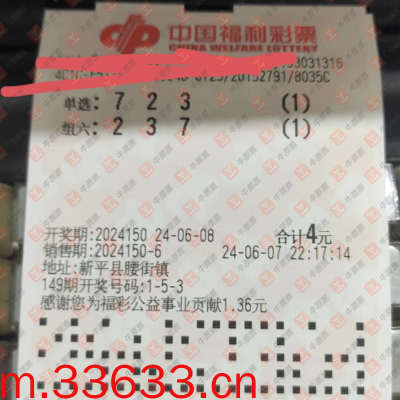 中国福利彩票
CHINA WELFARE LOTTERY
单选: 7 2 3 (1)
组六: 2 3 7 (1)
开奖期:2024150 24-06-08 合计4元
销售期:2024150-6 24-06-07 22:17:14
地址:新平县腰街镇
149期开奖号码:1-5-3
感谢您为福彩公益事业贡献1.36元
m.33633.cn